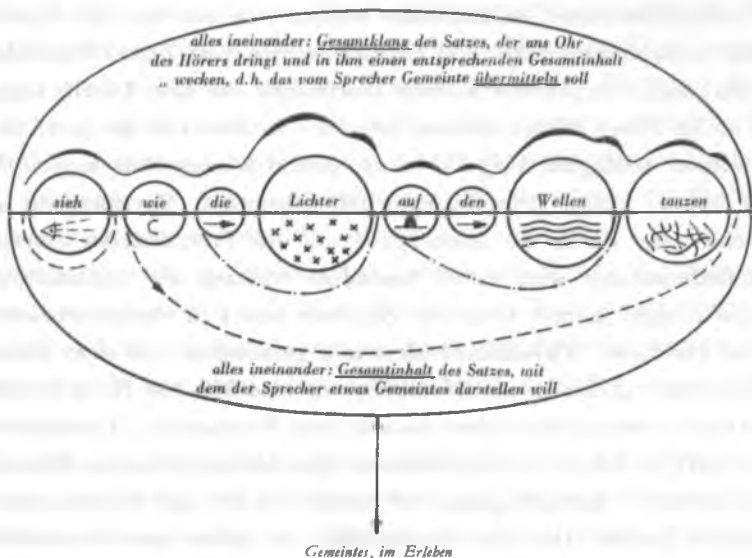 alles ineinander: Gesamtklang des Satzes, der ans Ohr
des Hörers dringt und in ihm einen entsprechenden Gesamtinhalt
„ wecken, d.h. das vom Sprecher Gemeinte übermitteln soll
sieh wie die Lichter auf den Wellen tanzen
alles ineinander: Gesamtinhalt des Satzes, mit
dem der Sprecher etwas Gemeintes darstellen will
Gemeintes, im Erleben